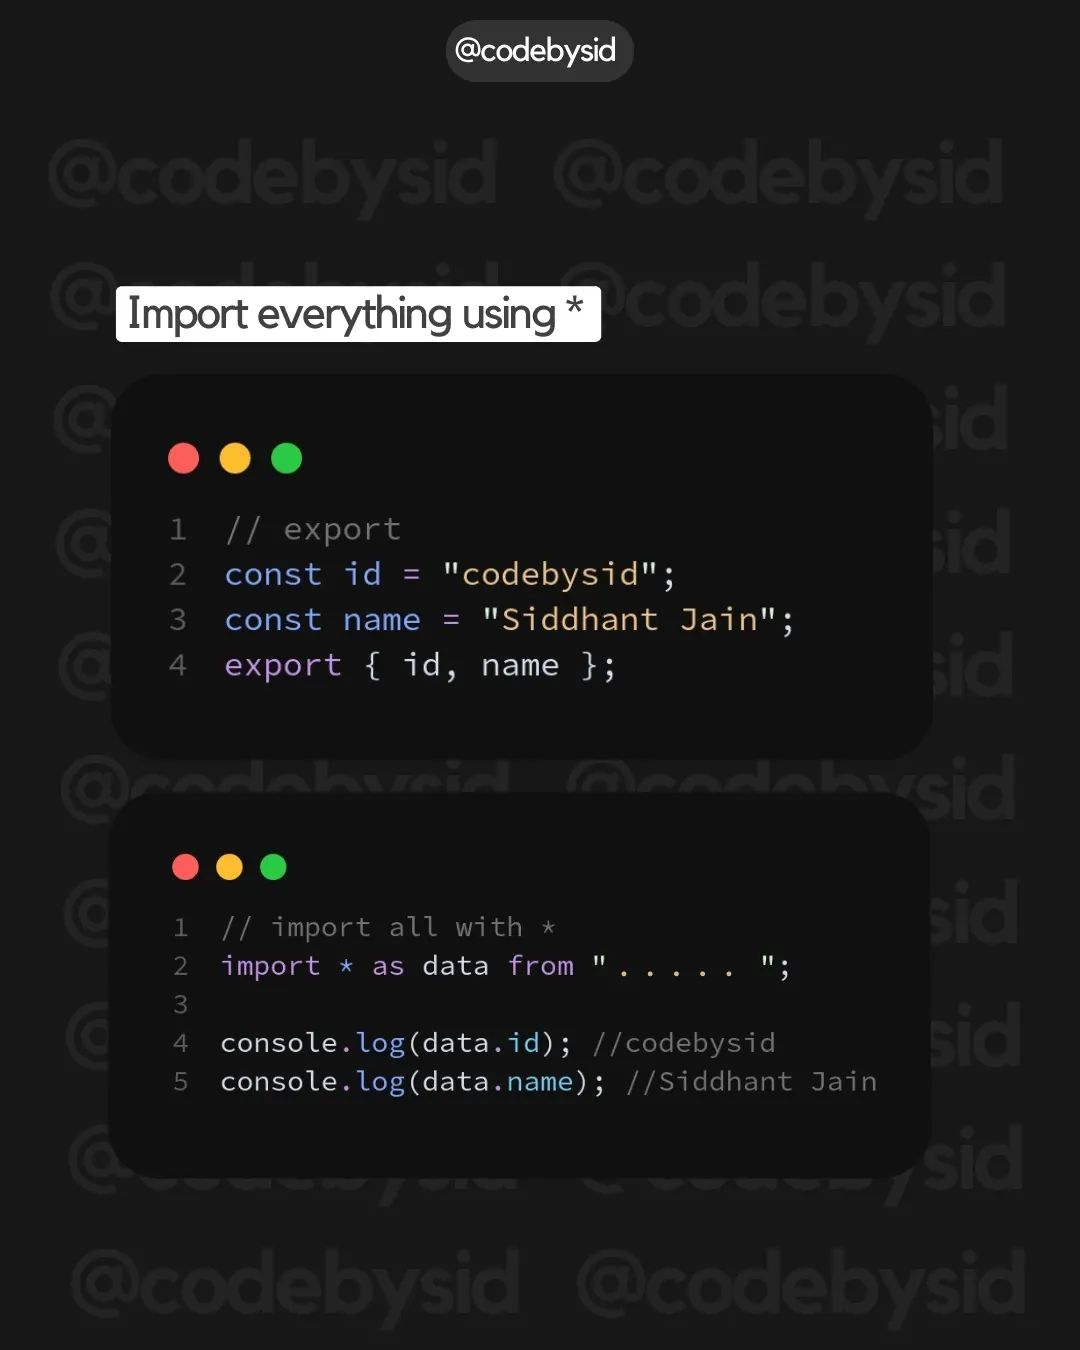 @codebysid
@codebysid @codebysid
@codebysid @codebysid
Import everything using *
1 // export
2 const id = "codebysid";
3 const name = "Siddhant Jain";
4 export { id, name };
@codebysid @codebysid
1 // import all with *
2 import * as data from "..... ";
3
4 console.log(data.id); //codebysid
5 console.log(data.name); //Siddhant Jain
@codebysid @codebysid
@codebysid @codebysid